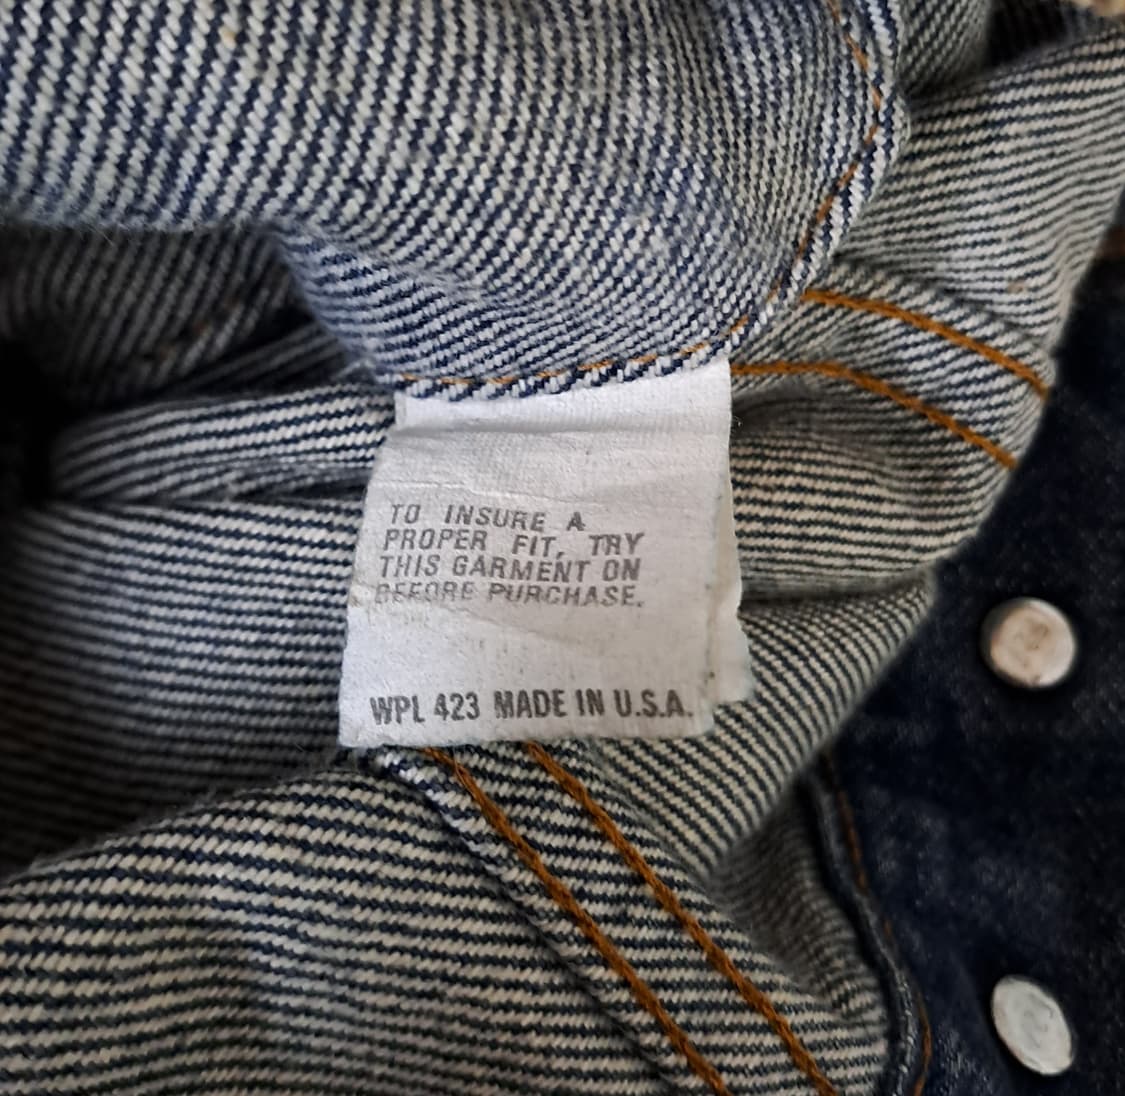 TO INSURE A
PROPER FIT, TRY
THIS GARMENT ON
BEFORE PURCHASE.
WPL 423 MADE IN U.S.A.